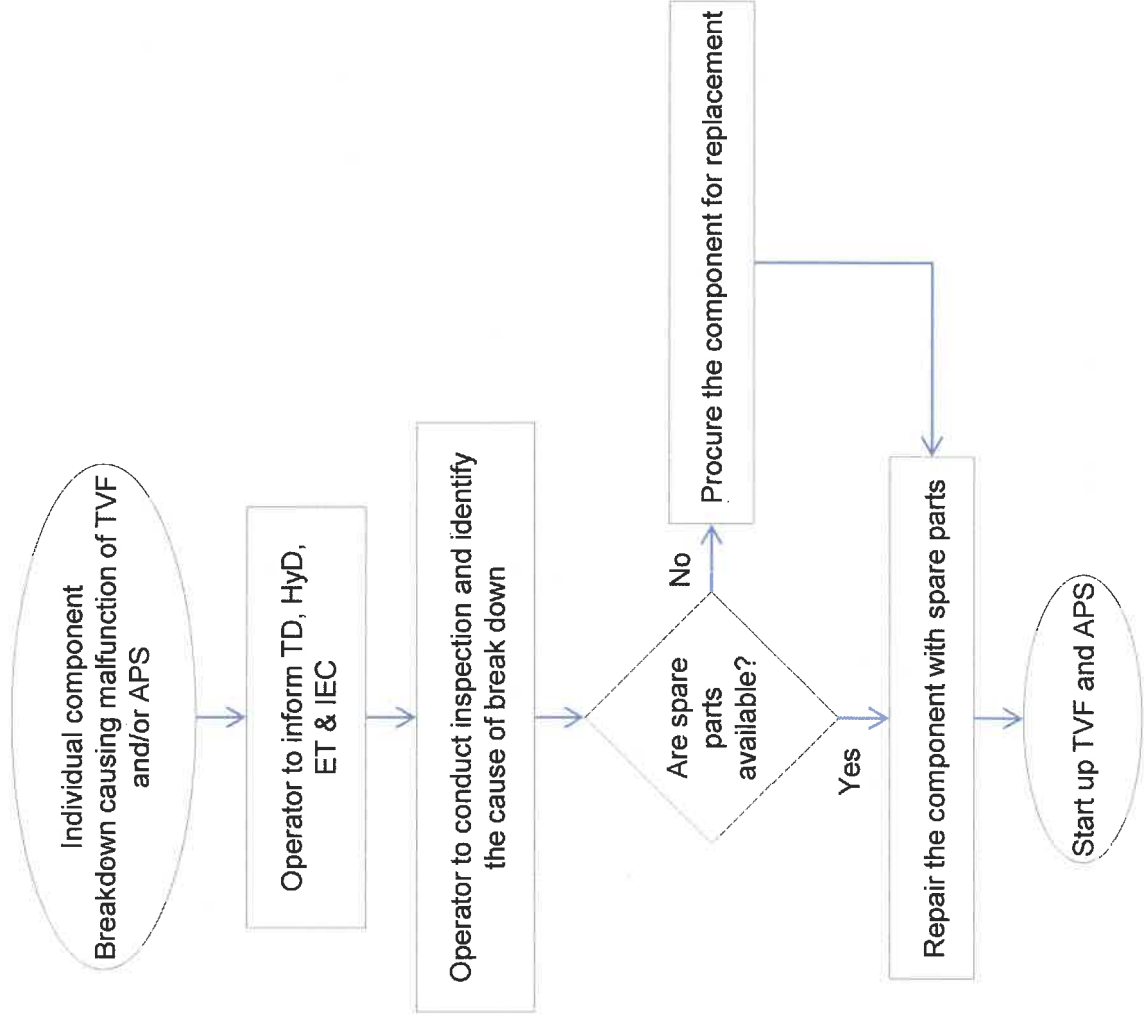 Individual component
Breakdown causing malfunction of TVF
and/or APS
Operator to inform TD, HyD,
ET & IEC
Operator to conduct inspection and identify
the cause of break down
Are spare
parts
available?
No
Procure the component for replacement
Yes
Repair the component with spare parts
Start up TVF and APS